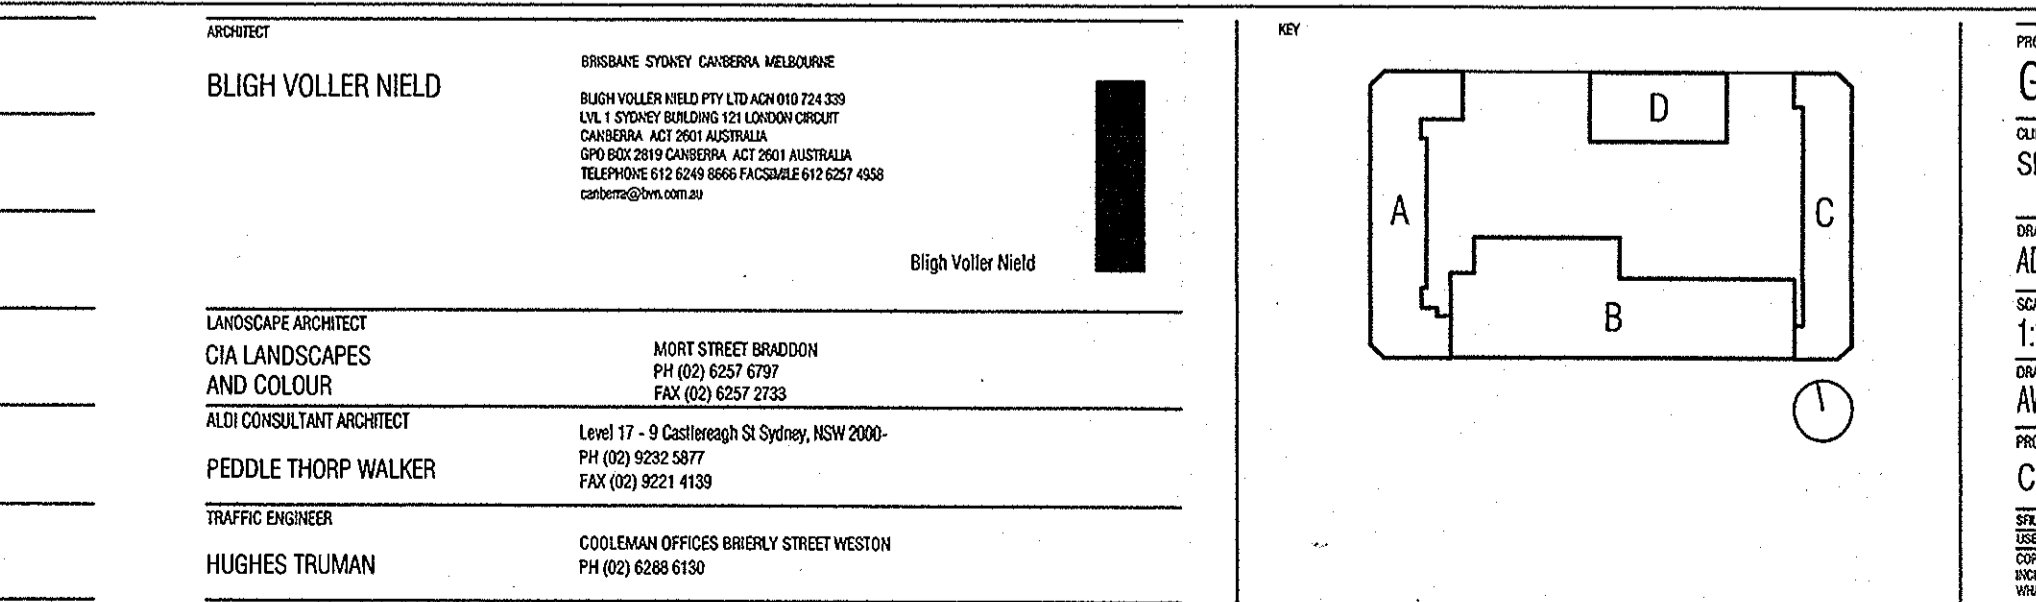 ARCHITECT
BLIGH VOLLER NIELD
BRISBANE SYDNEY CANBERRA MELBOURNE
BLIGH VOLLER NIELD PTY LTD ACN 010 724 339
LVL 1 SYDNEY BUILDING 121 LONDON CIRCUIT
CANBERRA ACT 2601 AUSTRALIA
GPO BOX 2819 CANBERRA ACT 2601 AUSTRALIA
TELEPHONE 612 6249 8666 FACSIMILE 612 6257 4958
canberra@bvn.com.au
Bligh Voller Nield
LANDSCAPE ARCHITECT
CIA LANDSCAPES
AND COLOUR
MORT STREET BRADDON
PH (02) 6257 6797
FAX (02) 6257 2733
ALDI CONSULTANT ARCHITECT
PEDDLE THORP WALKER
Level 17 - 9 Castlereagh St Sydney, NSW 2000-
PH (02) 9232 5877
FAX (02) 9221 4139
TRAFFIC ENGINEER
HUGHES TRUMAN
COOLEMAN OFFICES BRIERLY STREET WESTON
PH (02) 6288 6130
KEY
D
A
C
B
1: